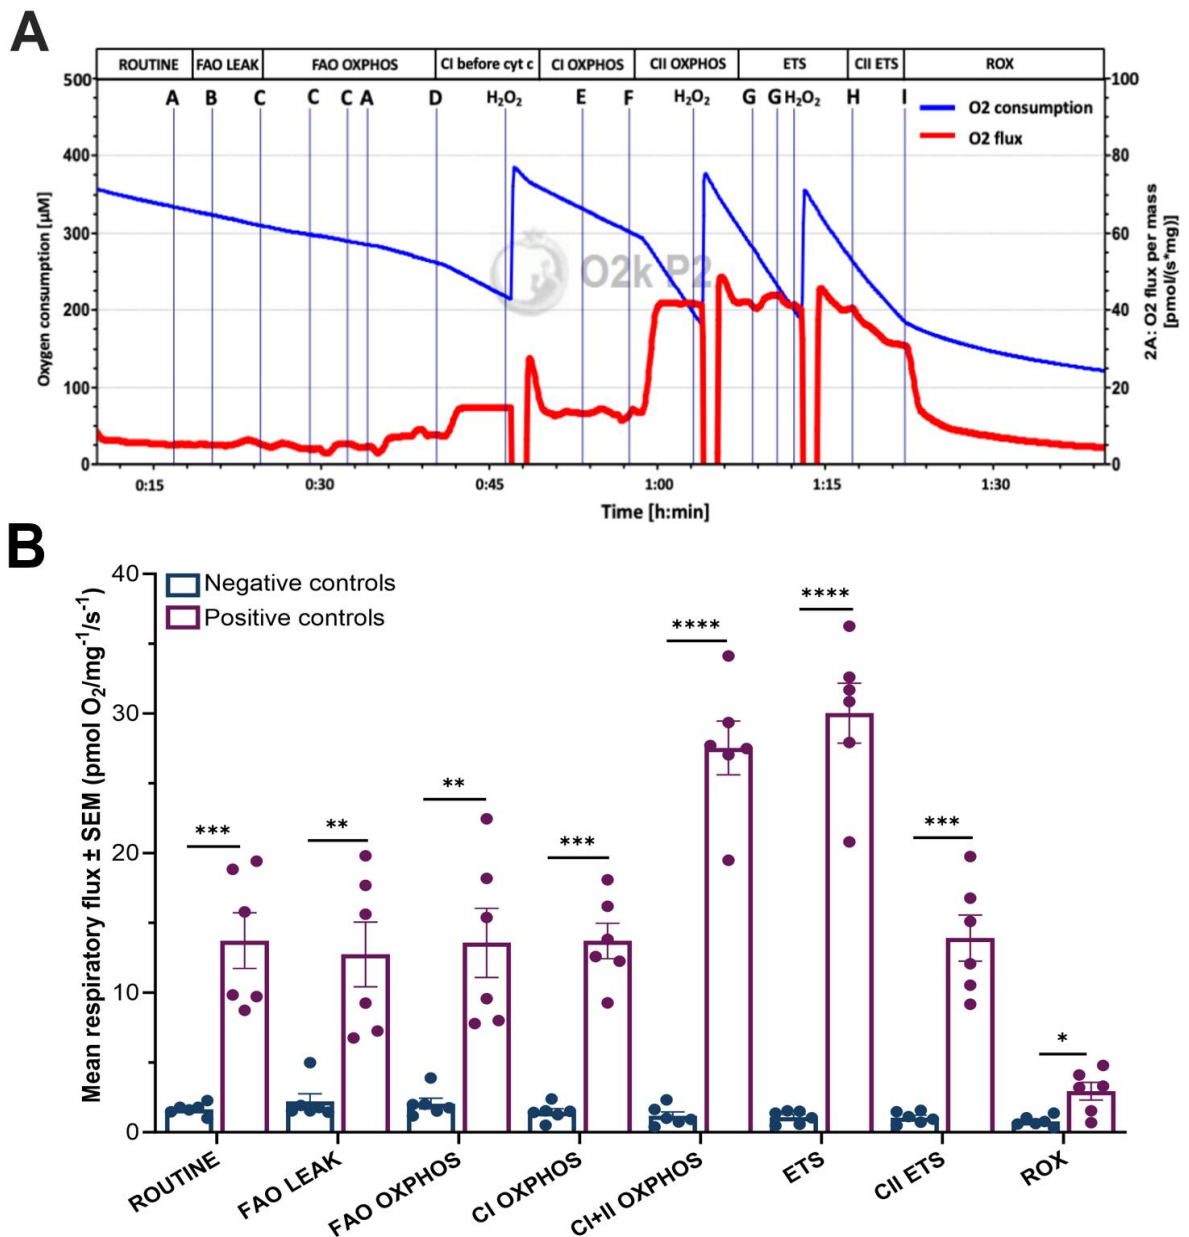 A
ROUTINE FAO LEAK FAO OXPHOS CI before cyt c CI OXPHOS CII OXPHOS ETS CII ETS ROX
500 100
A B C C C A D H₂O₂ E F H₂O₂ G G H₂O₂ H I
O2 consumption
O2 flux
400 80
300 60
200 40
100 20
0 0
Oxygen consumption [µM]
2A: O2 flux per mass
[pmol/(s*mg)]
O2k P2
0:15 0:30 0:45 1:00 1:15 1:30
Time [h:min]
B
Negative controls
Positive controls
Mean respiratory flux ± SEM (pmol O₂/mg⁻¹/s⁻¹)
40
30
20
10
0
*** ** ** *** **** **** *** *
ROUTINE FAO LEAK FAO OXPHOS CI OXPHOS CI+II OXPHOS ETS CII ETS ROX